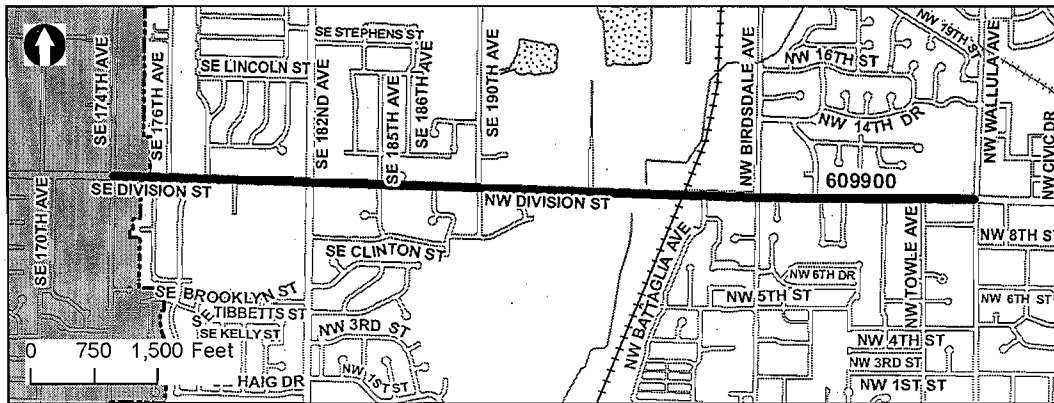 SE STEPHENS ST
SE LINCOLN ST
SE 174TH AVE
SE 176TH AVE
SE 182ND AVE
SE 185TH AVE
SE 186TH AVE
SE 190TH AVE
NW BIRDSDALE AVE
NW 16TH ST
NW 19TH ST
NW 14TH DR
NW WALLULA AVE
NW CIVIC DR
609900
SE DIVISION ST
NW DIVISION ST
SE 170TH AVE
SE CLINTON ST
NW BATTAGLIA AVE
NW TOWLE AVE
NW 8TH ST
NW 6TH DR
NW 5TH ST
NW 6TH ST
SE BROOKLYN ST
SE TIBBETTS ST
SE KELLY ST
NW 3RD ST
NW 4TH ST
NW 3RD ST
NW 1ST ST
NW 1ST ST
HAIG DR
0 750 1,500 Feet